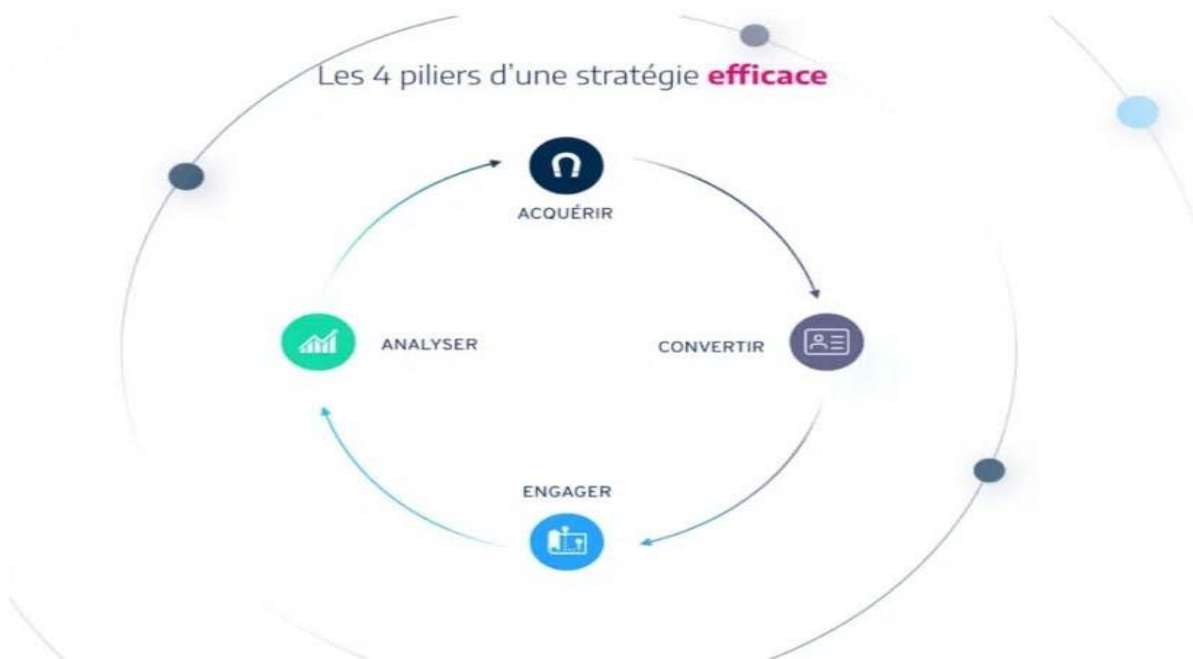 Les 4 piliers d'une stratégie efficace
ACQUÉRIR
ANALYSER
CONVERTIR
ENGAGER